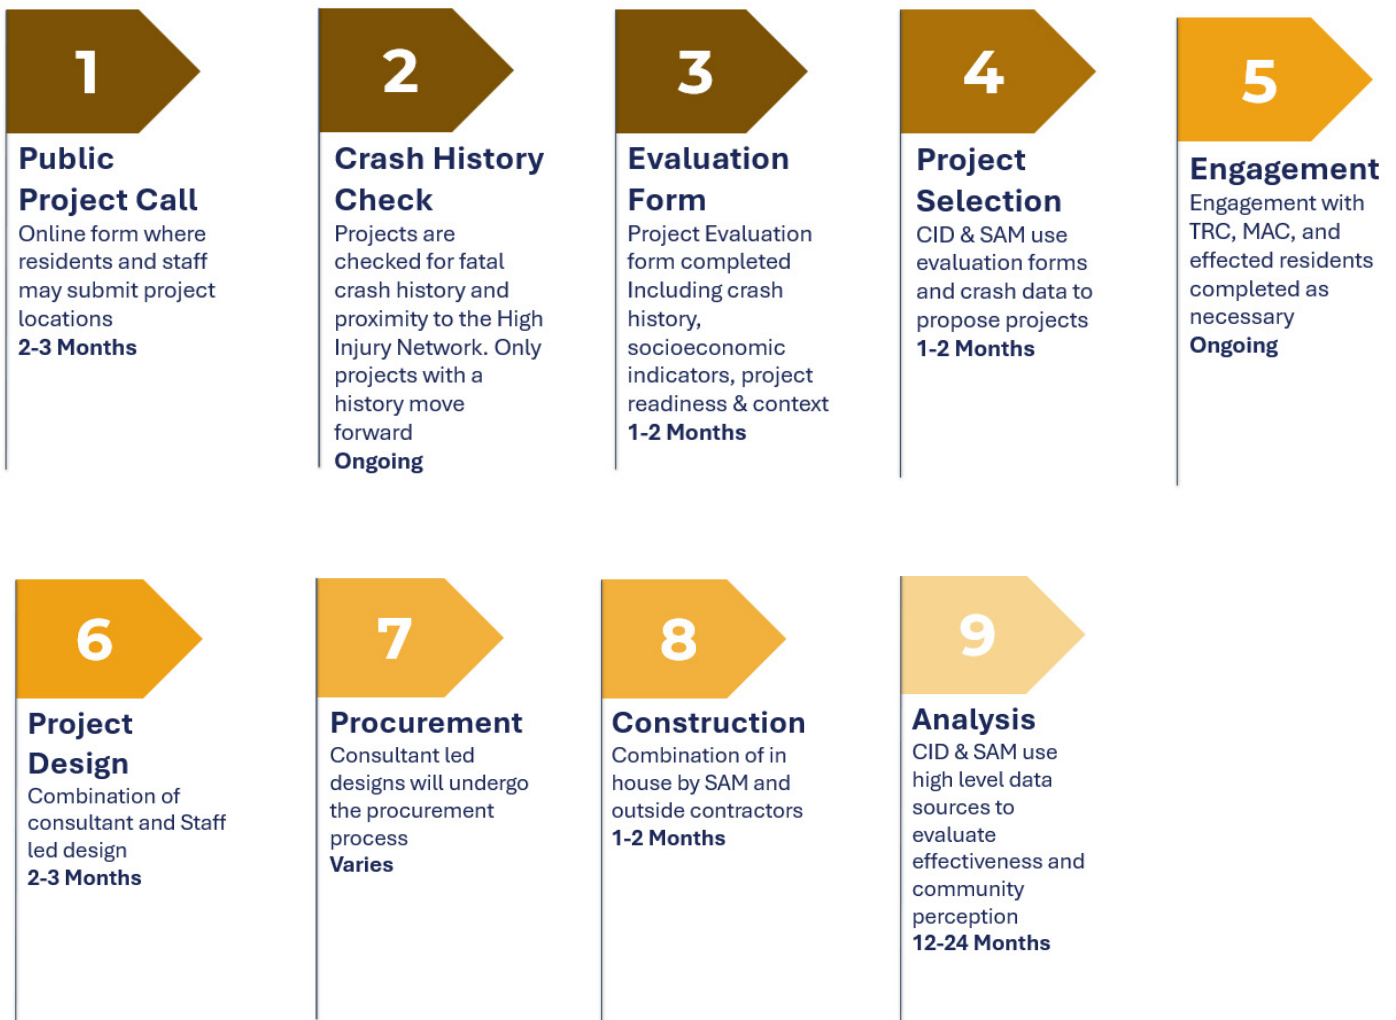 1
Public
Project Call
Online form where
residents and staff
may submit project
locations
2-3 Months
2
Crash History
Check
Projects are
checked for fatal
crash history and
proximity to the High
Injury Network. Only
projects with a
history move
forward
Ongoing
3
Evaluation
Form
Project Evaluation
form completed
Including crash
history,
socioeconomic
indicators, project
readiness & context
1-2 Months
4
Project
Selection
CID & SAM use
evaluation forms
and crash data to
propose projects
1-2 Months
5
Engagement
Engagement with
TRC, MAC, and
effected residents
completed as
necessary
Ongoing
6
Project
Design
Combination of
consultant and Staff
led design
2-3 Months
7
Procurement
Consultant led
designs will undergo
the procurement
process
Varies
8
Construction
Combination of in
house by SAM and
outside contractors
1-2 Months
9
Analysis
CID & SAM use
high level data
sources to
evaluate
effectiveness and
community
perception
12-24 Months